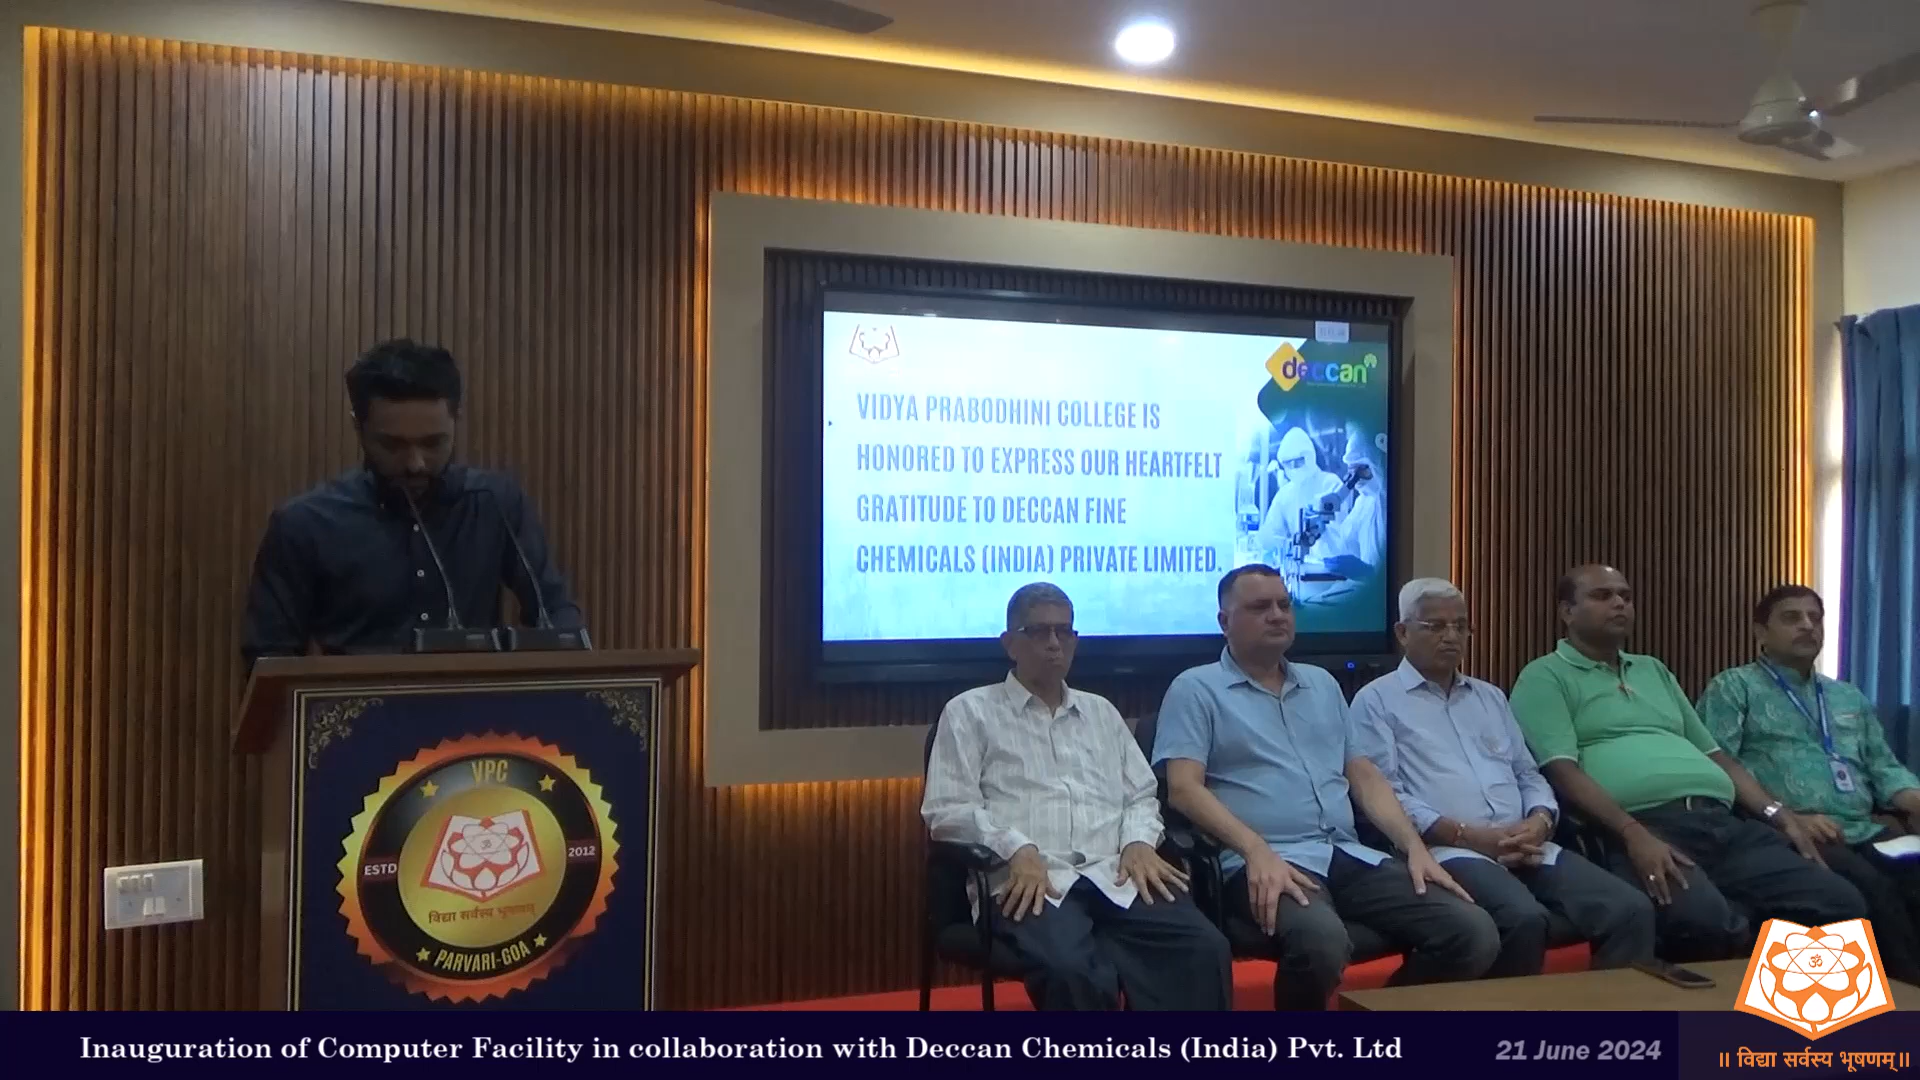 deccan
VIDYA PRABODHINI COLLEGE IS
HONORED TO EXPRESS OUR HEARTFELT
GRATITUDE TO DECCAN FINE
CHEMICALS (INDIA) PRIVATE LIMITED.
VPC
ESTD
2012
ॐ
विद्या सर्वस्य भूषणम्
PARVARI-GOA
ॐ
Inauguration of Computer Facility in collaboration with Deccan Chemicals (India) Pvt. Ltd
21 June 2024
॥ विद्या सर्वस्य भूषणम् ॥